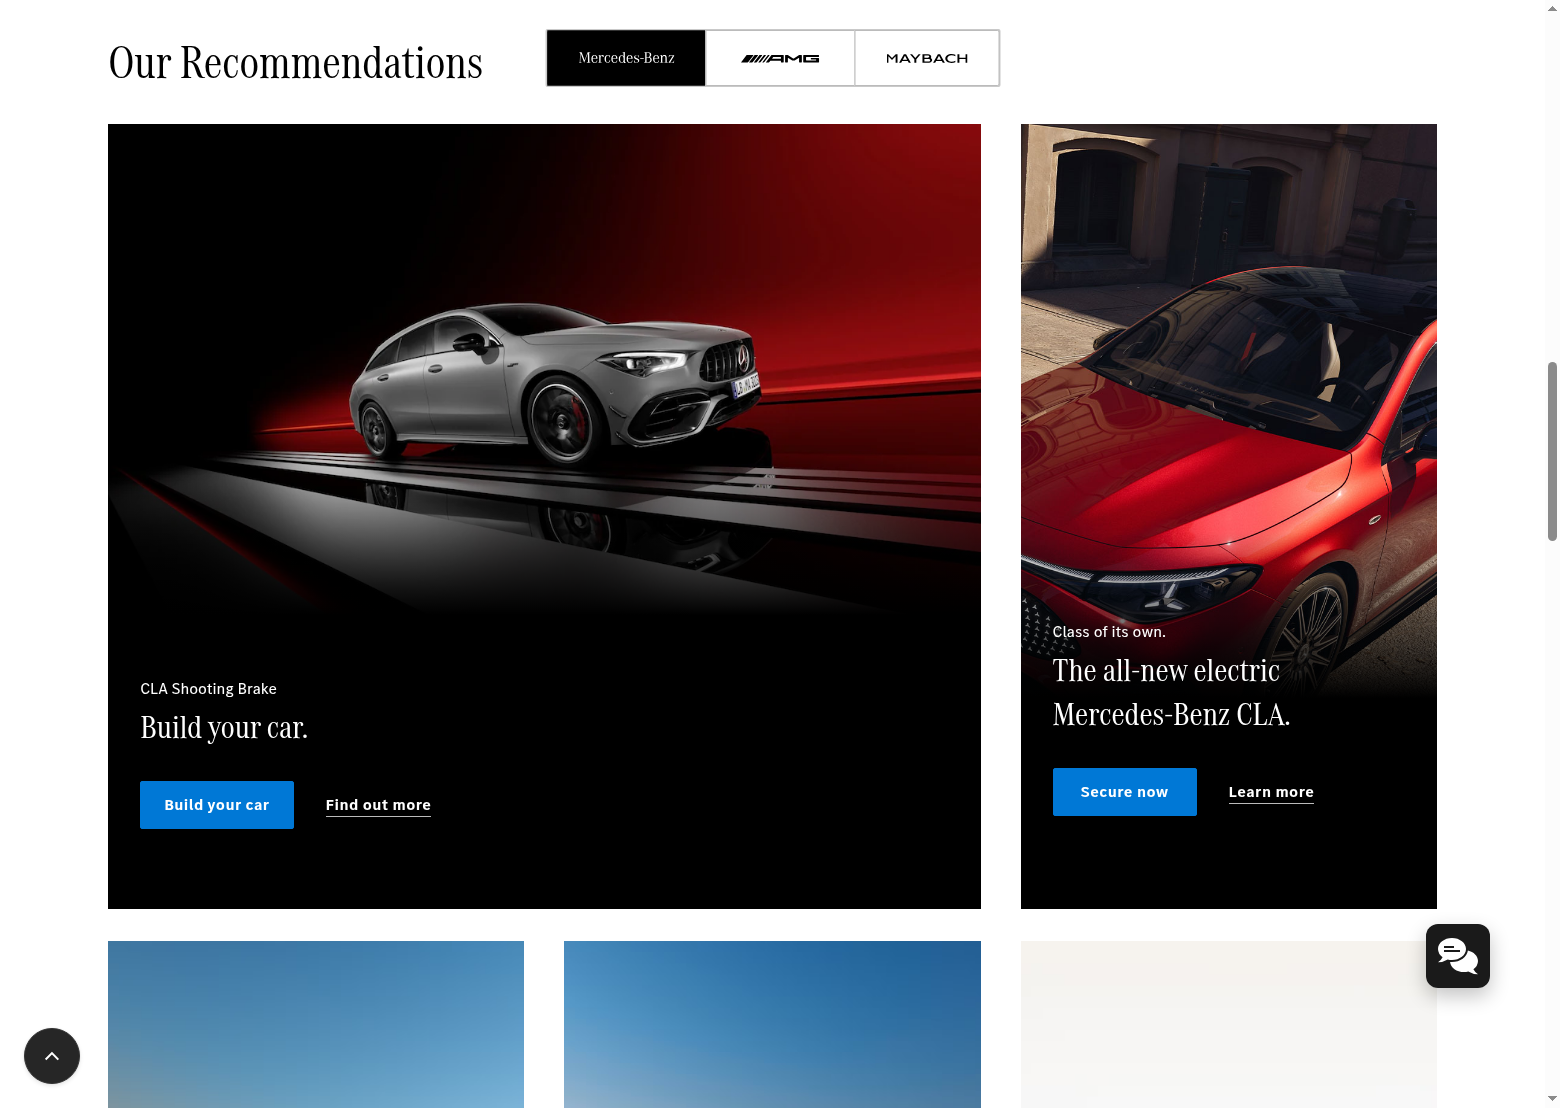 Our Recommendations
Mercedes-Benz
AMG
MAYBACH
CLA Shooting Brake
Build your car.
Build your car
Find out more
Class of its own.
The all-new electric
Mercedes-Benz CLA.
Secure now
Learn more